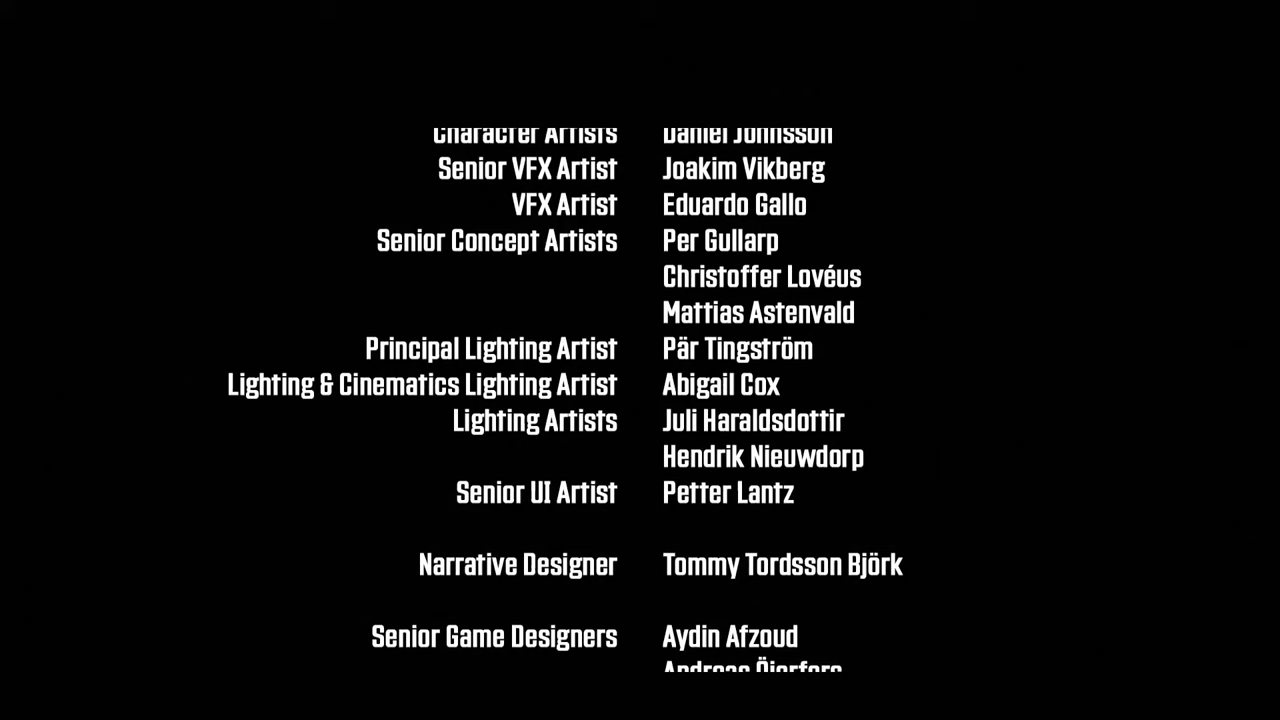 Character Artists Daniel Johnsson
Senior VFX Artist Joakim Vikberg
VFX Artist Eduardo Gallo
Senior Concept Artists Per Gullarp
Christoffer Lovéus
Mattias Astenvald
Principal Lighting Artist Pär Tingström
Lighting & Cinematics Lighting Artist Abigail Cox
Lighting Artists Juli Haraldsdottir
Hendrik Nieuwdorp
Senior UI Artist Petter Lantz
Narrative Designer Tommy Tordsson Björk
Senior Game Designers Aydin Afzoud
Andreas Öjerfors